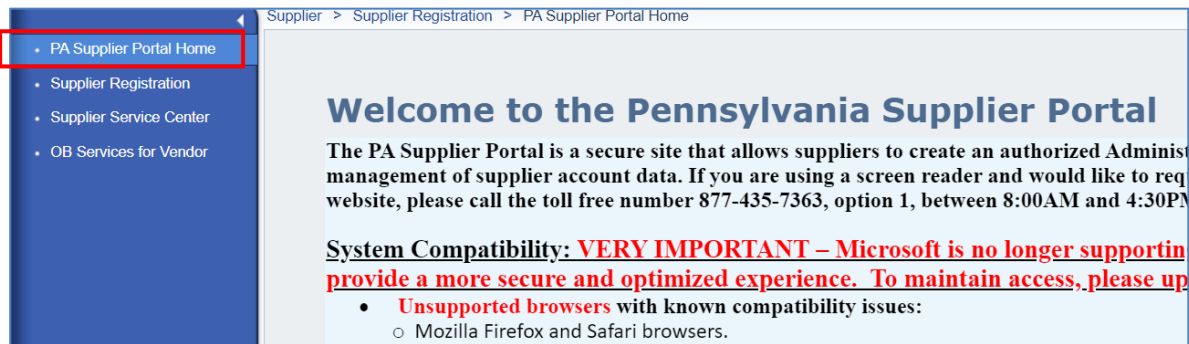 Supplier > Supplier Registration > PA Supplier Portal Home
• PA Supplier Portal Home
• Supplier Registration
• Supplier Service Center
• OB Services for Vendor
Welcome to the Pennsylvania Supplier Portal
The PA Supplier Portal is a secure site that allows suppliers to create an authorized Adminis
management of supplier account data. If you are using a screen reader and would like to req
website, please call the toll free number 877-435-7363, option 1, between 8:00AM and 4:30P
System Compatibility: VERY IMPORTANT – Microsoft is no longer supportin
provide a more secure and optimized experience. To maintain access, please up
• Unsupported browsers with known compatibility issues:
○ Mozilla Firefox and Safari browsers.